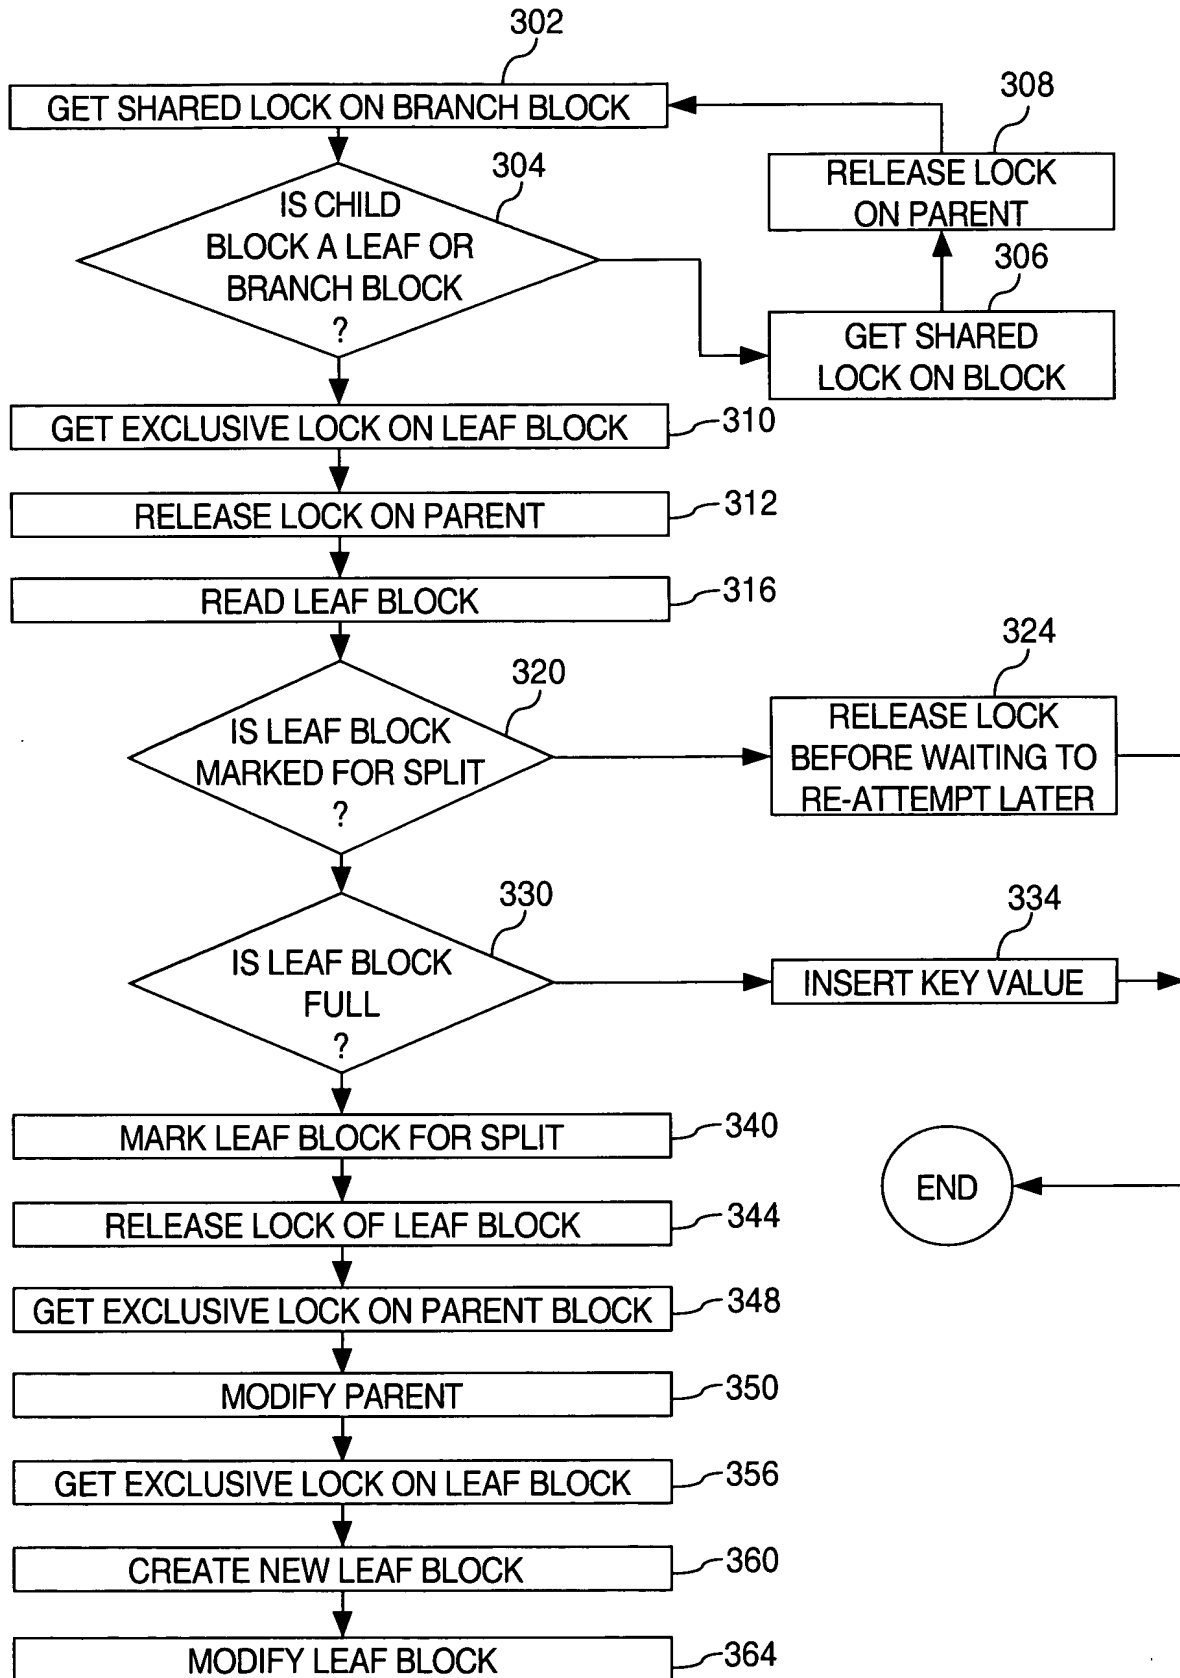 302
GET SHARED LOCK ON BRANCH BLOCK
308
RELEASE LOCK
ON PARENT
304
IS CHILD
BLOCK A LEAF OR
BRANCH BLOCK
?
306
GET SHARED
LOCK ON BLOCK
GET EXCLUSIVE LOCK ON LEAF BLOCK
310
RELEASE LOCK ON PARENT
312
READ LEAF BLOCK
316
320
IS LEAF BLOCK
MARKED FOR SPLIT
?
324
RELEASE LOCK
BEFORE WAITING TO
RE-ATTEMPT LATER
330
IS LEAF BLOCK
FULL
?
334
INSERT KEY VALUE
MARK LEAF BLOCK FOR SPLIT
340
END
RELEASE LOCK OF LEAF BLOCK
344
GET EXCLUSIVE LOCK ON PARENT BLOCK
348
MODIFY PARENT
350
GET EXCLUSIVE LOCK ON LEAF BLOCK
356
CREATE NEW LEAF BLOCK
360
MODIFY LEAF BLOCK
364